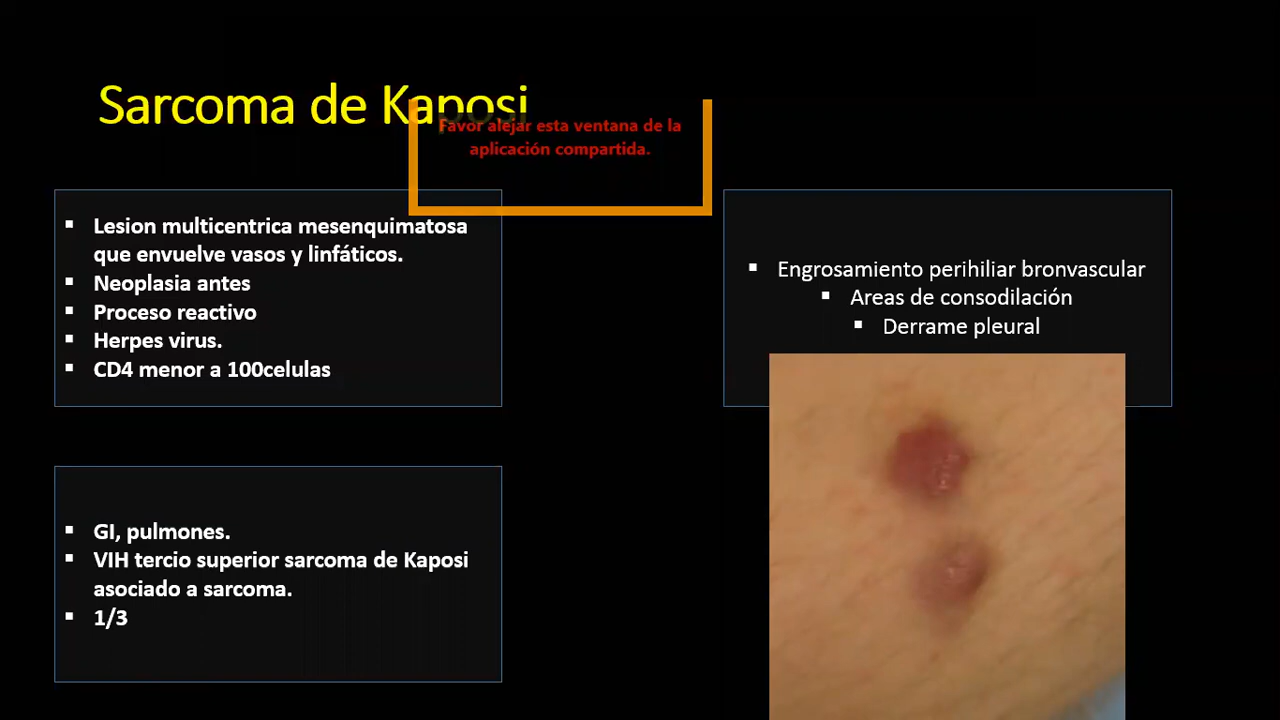 Sarcoma de Kaposi
Favor alejar esta ventana de la
aplicación compartida.
▪ Lesion multicentrica mesenquimatosa
que envuelve vasos y linfáticos.
▪ Neoplasia antes
▪ Proceso reactivo
▪ Herpes virus.
▪ CD4 menor a 100celulas
▪ Engrosamiento perihiliar bronvascular
▪ Areas de consodilación
▪ Derrame pleural
▪ GI, pulmones.
▪ VIH tercio superior sarcoma de Kaposi
asociado a sarcoma.
▪ 1/3